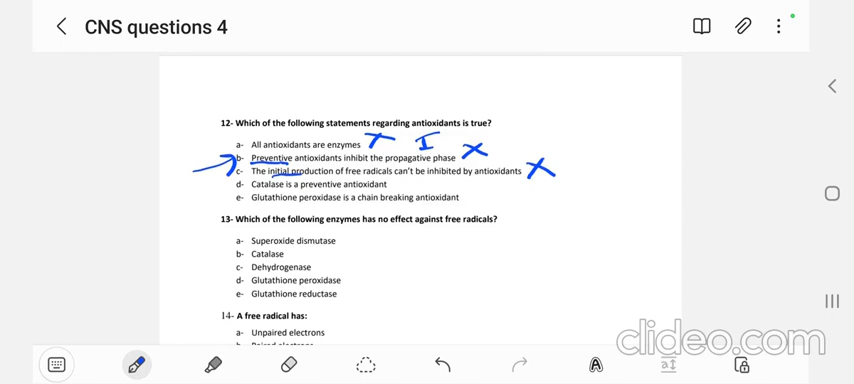 CNS questions 4
12- Which of the following statements regarding antioxidants is true?
a- All antioxidants are enzymes
b- Preventive antioxidants inhibit the propagative phase
c- The initial production of free radicals can't be inhibited by antioxidants
d- Catalase is a preventive antioxidant
e- Glutathione peroxidase is a chain breaking antioxidant
13- Which of the following enzymes has no effect against free radicals?
a- Superoxide dismutase
b- Catalase
c- Dehydrogenase
d- Glutathione peroxidase
e- Glutathione reductase
14- A free radical has:
a- Unpaired electrons
b- Paired electrons
clideo.com